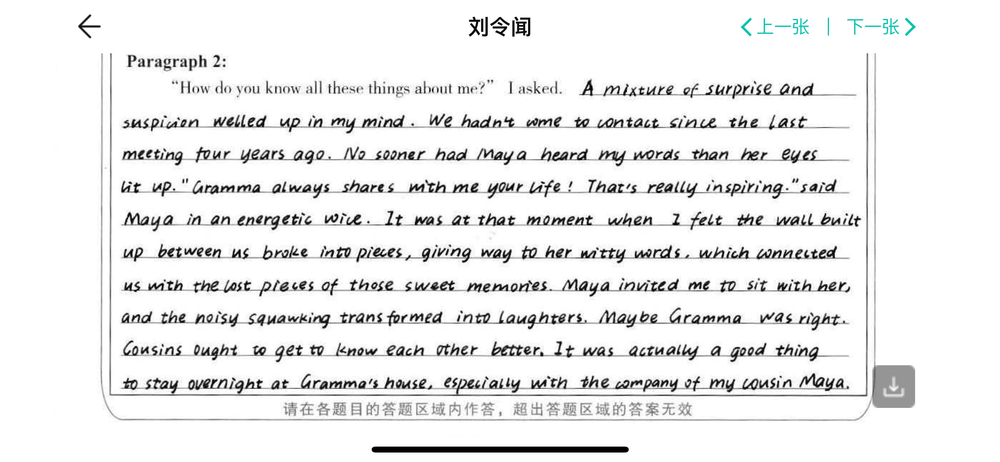 刘令闻
上一张 | 下一张
Paragraph 2:
"How do you know all these things about me?" I asked. A mixture of surprise and
suspicion welled up in my mind. We hadn't come to contact since the last
meeting four years ago. No sooner had Maya heard my words than her eyes
lit up. "Gramma always shares with me your life! That's really inspiring." said
Maya in an energetic voice. It was at that moment when I felt the wall built
up between us broke into pieces, giving way to her witty words, which connected
us with the lost pieces of those sweet memories. Maya invited me to sit with her,
and the noisy squawking transformed into laughters. Maybe Gramma was right.
Cousins ought to get to know each other better. It was actually a good thing
to stay overnight at Gramma's house, especially with the company of my cousin Maya.
请在各题目的答题区域内作答，超出答题区域的答案无效